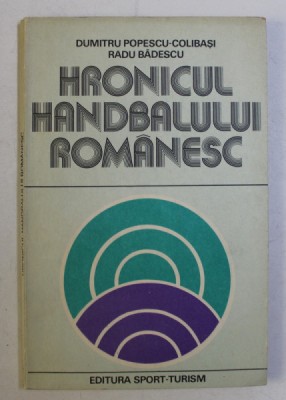 DUMITRU POPESCU-COLIBAȘI
RADU BĂDESCU
HRONICUL
HANDBALULUI
ROMÂNESC
EDITURA SPORT-TURISM